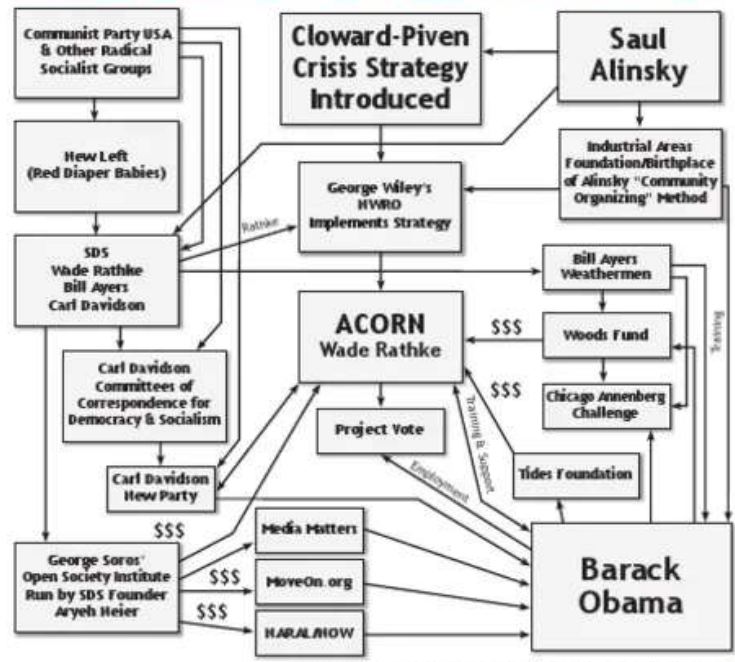 Communist Party USA
& Other Radical
Socialist Groups
Cloward-Piven
Crisis Strategy
Introduced
Saul
Alinsky
New Left
(Red Diaper Babies)
George Wiley's
NWRO
Implements Strategy
Industrial Areas
Foundation/Birthplace
of Alinsky "Community
Organizing" Method
Rathke
SDS
Wade Rathke
Bill Ayers
Carl Davidson
Bill Ayers
Weathermen
Training
ACORN
Wade Rathke
$$$
Woods Fund
Carl Davidson
Committees of
Correspondence for
Democracy & Socialism
$$$
Chicago Annenberg
Challenge
Project Vote
Training & Support
Employment
Tides Foundation
Carl Davidson
New Party
$$$
George Soros'
Open Society Institute
Run by SDS Founder
Aryeh Neier
$$$
$$$
Media Matters
MoveOn.org
NARAL/NOW
Barack
Obama